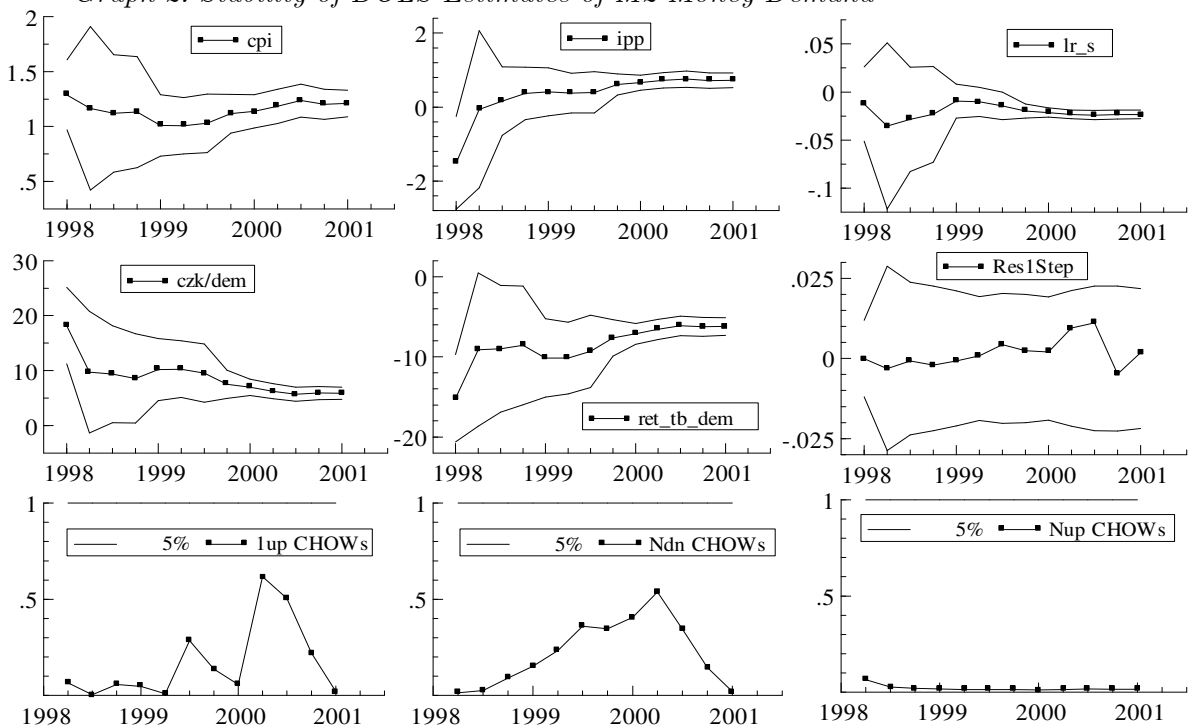 Graph 2: Stability of DOLS Estimates of M2 Money Demand
2
1.5
1
.5
cpi
1998 1999 2000 2001
2
0
-2
ipp
1998 1999 2000 2001
.05
0
-.05
-.1
lr_s
1998 1999 2000 2001
30
20
10
0
czk/dem
1998 1999 2000 2001
0
-10
-20
ret_tb_dem
1998 1999 2000 2001
.025
0
-.025
Res1Step
1998 1999 2000 2001
1
.5
5% 1up CHOWs
1998 1999 2000 2001
1
.5
5% Ndn CHOWs
1998 1999 2000 2001
1
.5
5% Nup CHOWs
1998 1999 2000 2001